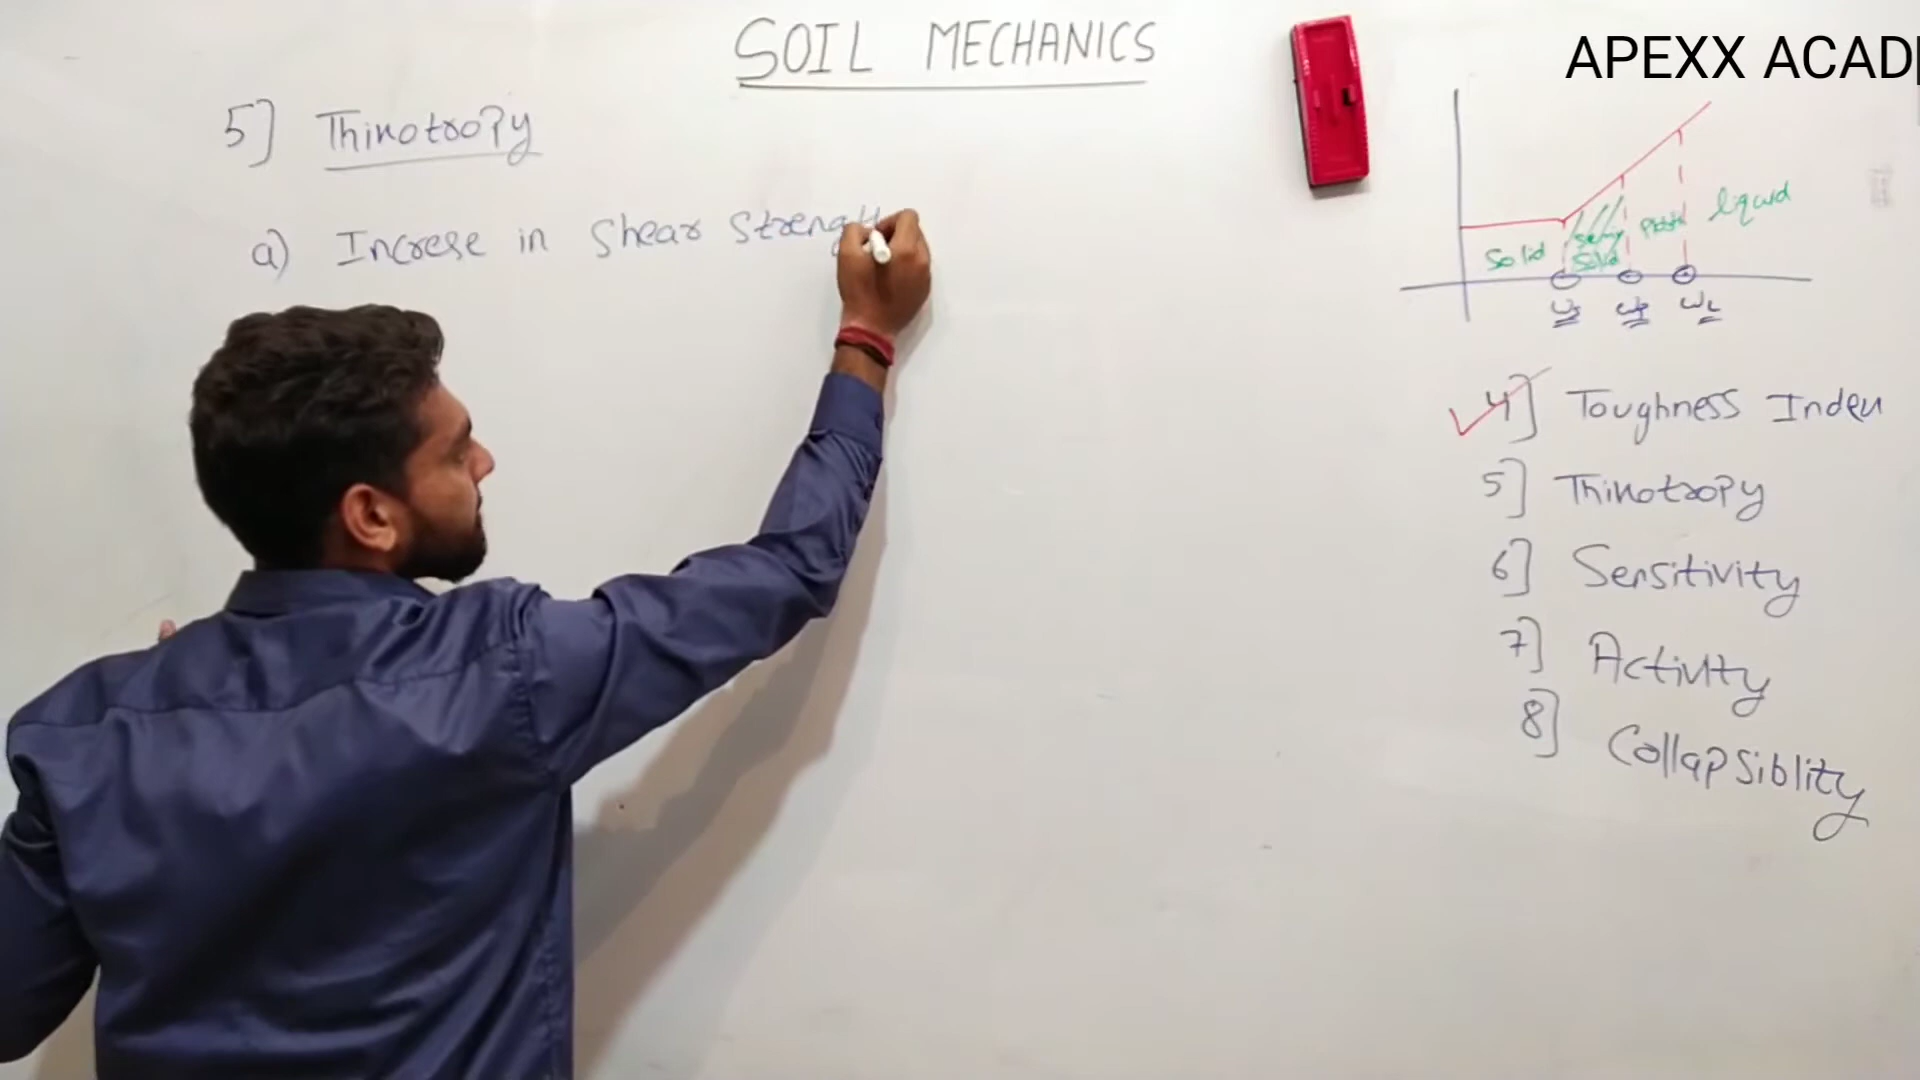 SOIL MECHANICS
APEXX ACAD
5] Thixotropy
a) Increse in Shear Strength
Solid
Semi
Solid
liquid
ws wp wL
4] Toughness Index
5] Thixotropy
6] Sensitivity
7] Activity
8] Collapsiblity